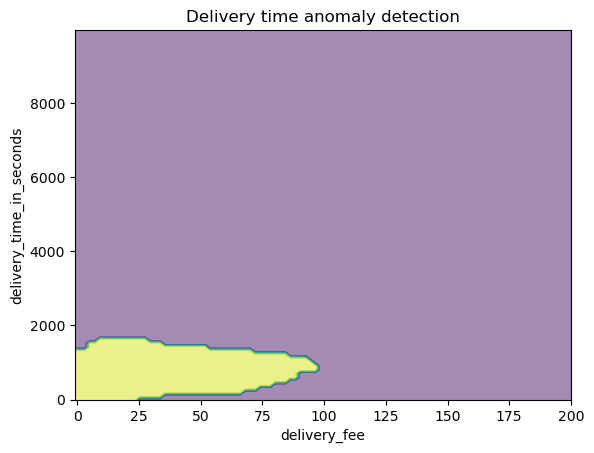 Delivery time anomaly detection
delivery_time_in_seconds
8000
6000
4000
2000
0
0 25 50 75 100 125 150 175 200
delivery_fee